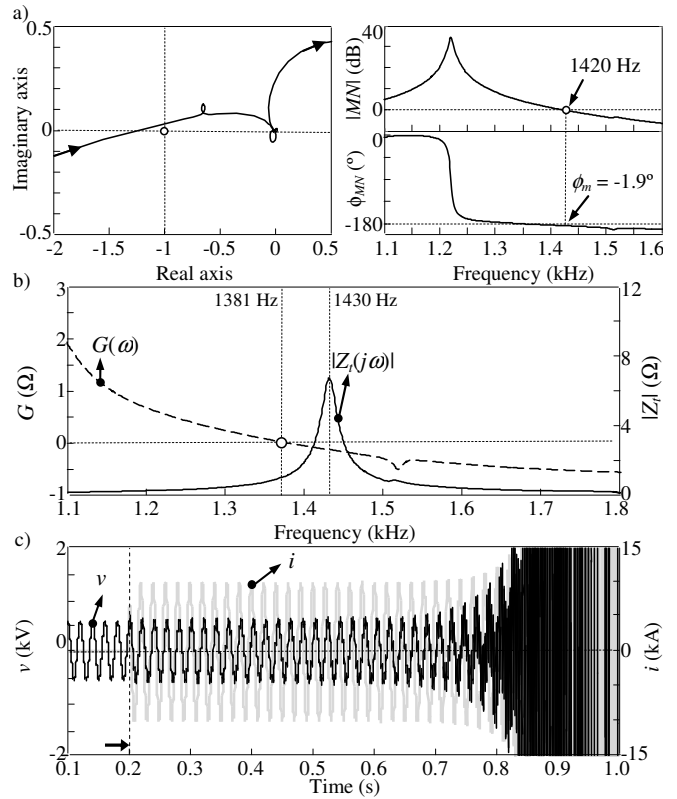 a)
0.5
0
-0.5
Imaginary axis
-2
-1.5
-1
-0.5
0
0.5
Real axis
|MN| (dB)
40
0
1420 Hz
ϕMN (°)
0
-180
ϕm = -1.9º
1.1
1.2
1.3
1.4
1.5
1.6
Frequency (kHz)
b)
1381 Hz
1430 Hz
G (Ω)
3
2
1
0
-1
G(ω)
|Zt(jω)|
|Zt| (Ω)
12
9
6
3
0
1.1
1.2
1.3
1.4
1.5
1.6
1.7
1.8
Frequency (kHz)
c)
v (kV)
2
0
-2
v
i
i (kA)
15
0
-15
0.1
0.2
0.3
0.4
0.5
0.6
0.7
0.8
0.9
1.0
Time (s)